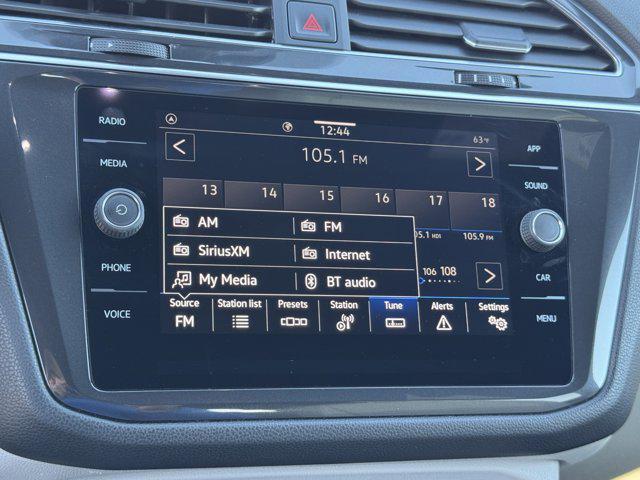 RADIO
MEDIA
PHONE
VOICE
12:44
63°F
105.1 FM
13 14 15 16 17 18
AM FM
05.1 HD1 105.9 FM
SiriusXM Internet
106 108
My Media BT audio
Source Station list Presets Station Tune Alerts Settings
FM
APP
SOUND
CAR
MENU